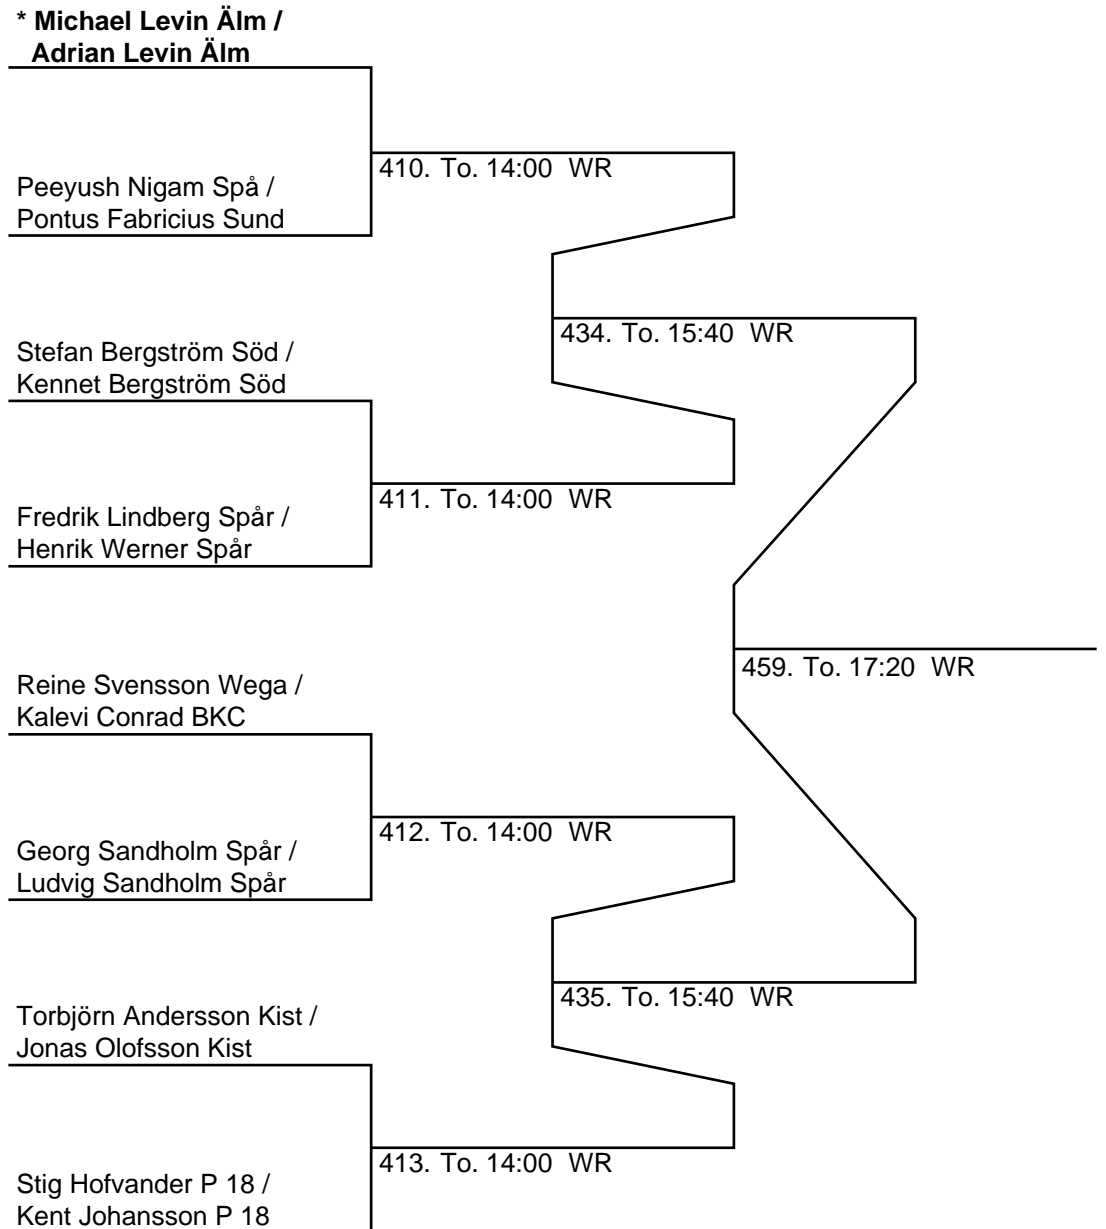 * Michael Levin Älm /
Adrian Levin Älm
410. To. 14:00 WR
Peeyush Nigam Spå /
Pontus Fabricius Sund
434. To. 15:40 WR
Stefan Bergström Söd /
Kennet Bergström Söd
411. To. 14:00 WR
Fredrik Lindberg Spår /
Henrik Werner Spår
459. To. 17:20 WR
Reine Svensson Wega /
Kalevi Conrad BKC
412. To. 14:00 WR
Georg Sandholm Spår /
Ludvig Sandholm Spår
435. To. 15:40 WR
Torbjörn Andersson Kist /
Jonas Olofsson Kist
413. To. 14:00 WR
Stig Hofvander P 18 /
Kent Johansson P 18